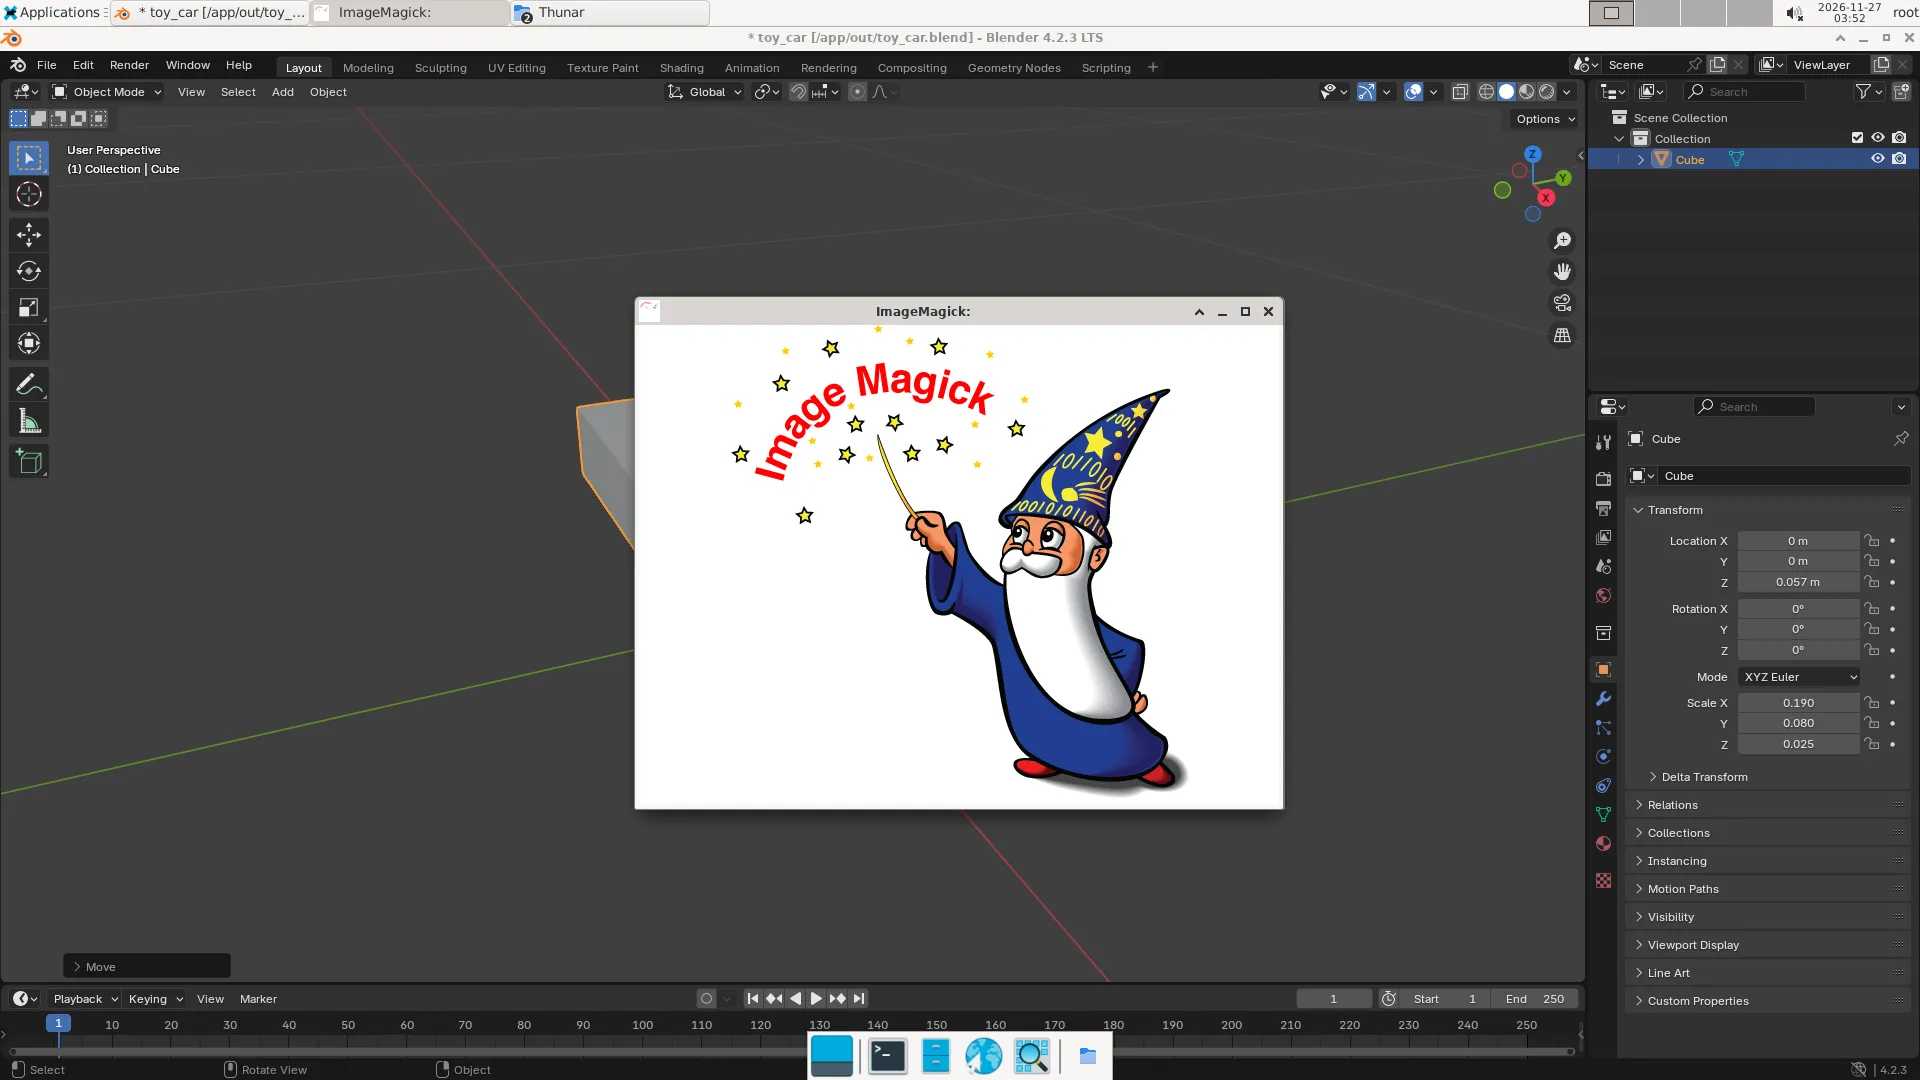 Applications
* toy_car [/app/out/toy_...
ImageMagick:
2
Thunar
2026-11-27
03:52
root
* toy_car [/app/out/toy_car.blend] - Blender 4.2.3 LTS
File Edit Render Window Help
Layout Modeling Sculpting UV Editing Texture Paint Shading Animation Rendering Compositing Geometry Nodes Scripting
Scene
ViewLayer
Object Mode View Select Add Object
Global
Search
Options
User Perspective
(1) Collection | Cube
Z
Y
X
Scene Collection
Collection
Cube
ImageMagick:
Image Magick
1001
1011010
10010101101
Search
Cube
Cube
Transform
Location X 0 m
Y 0 m
Z 0.057 m
Rotation X 0°
Y 0°
Z 0°
Mode XYZ Euler
Scale X 0.190
Y 0.080
Z 0.025
Delta Transform
Relations
Collections
Instancing
Motion Paths
Visibility
Viewport Display
Line Art
Custom Properties
Move
Playback Keying View Marker
1 Start 1 End 250
1 10 20 30 40 50 60 70 80 90 100 110 120 130 140 150 160 170 180 190 200 210 220 230 240 250
Select Rotate View Object 4.2.3